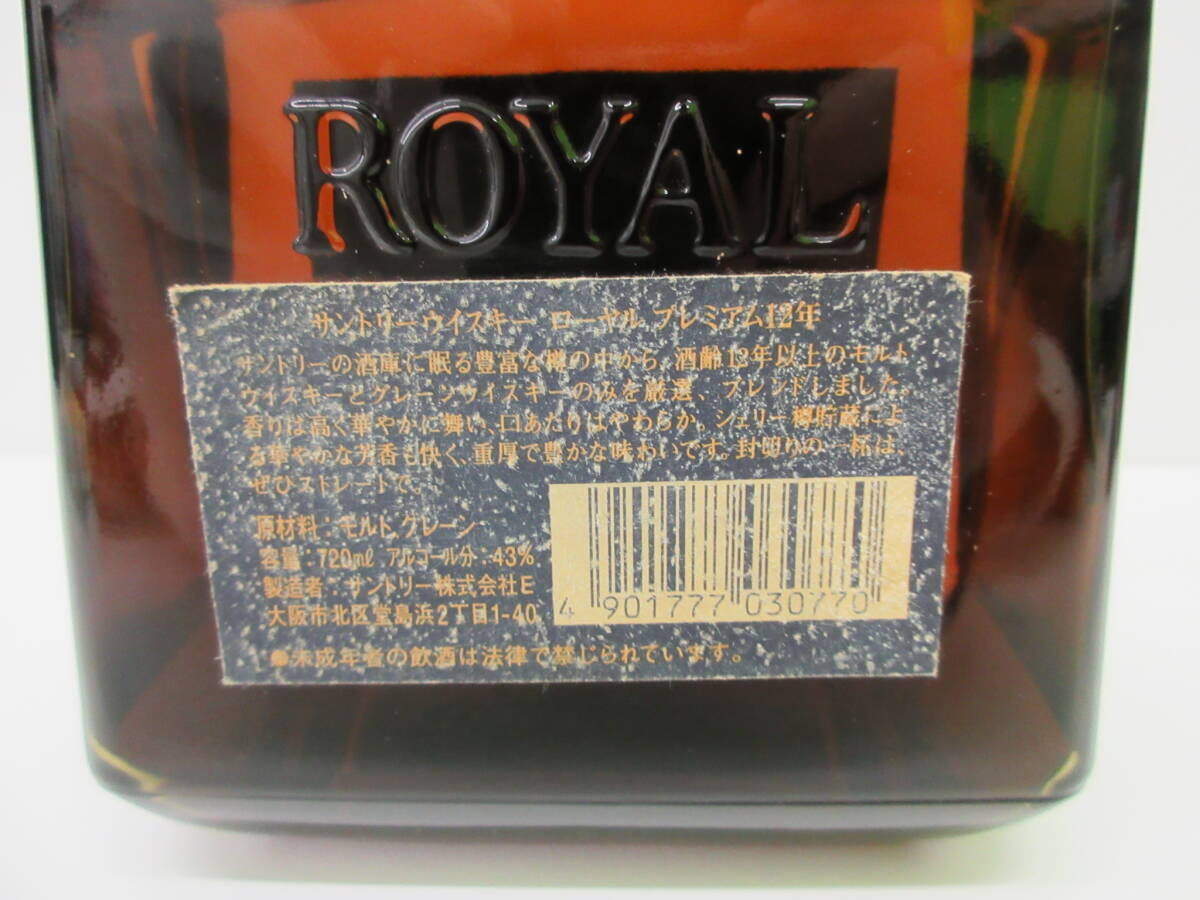 ROYAL
サントリーウイスキー ローヤル プレミアム12年
サントリーの酒庫に眠る豊富な樽の中から、酒齢12年以上のモルト
ウイスキーとグレーンウイスキーのみを厳選、ブレンドしました。
香りは高く華やかに舞い、口あたりはやわらか。シェリー樽貯蔵によ
る華やかな芳香も快く、重厚で豊かな味わいです。封切りの一杯は、
ぜひストレートで。
原材料：モルト、グレーン
容量：720ml アルコール分：43%
製造者：サントリー株式会社E
大阪市北区堂島浜2丁目1-40
4 901777 030770
●未成年者の飲酒は法律で禁じられています。